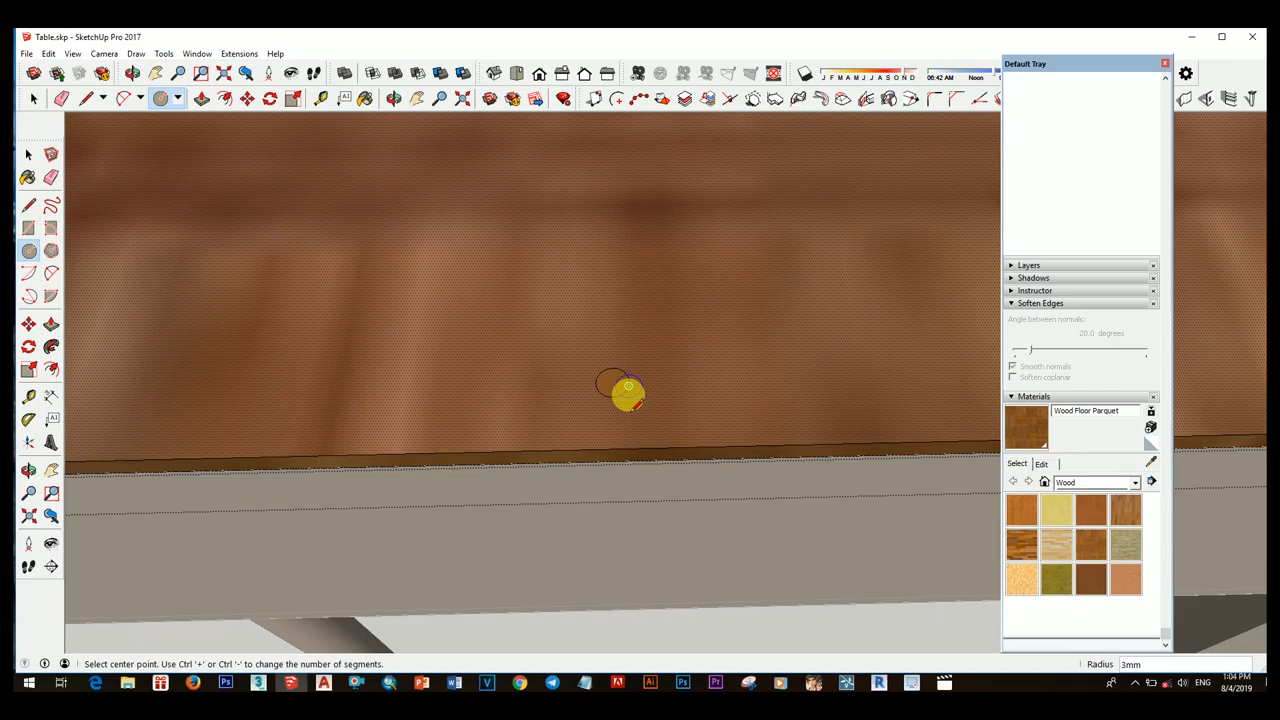 Table.skp - SketchUp Pro 2017
File Edit View Camera Draw Tools Window Extensions Help
Default Tray
J F M A M J J A S O N D
06:42 AM Noon
Layers
Shadows
Instructor
Soften Edges
Angle between normals:
20.0 degrees
Smooth normals
Soften coplanar
Materials
Wood Floor Parquet
Select Edit
Wood
Select center point. Use Ctrl '+' or Ctrl '-' to change the number of segments.
Radius 3mm
ENG
1:04 PM
8/4/2019